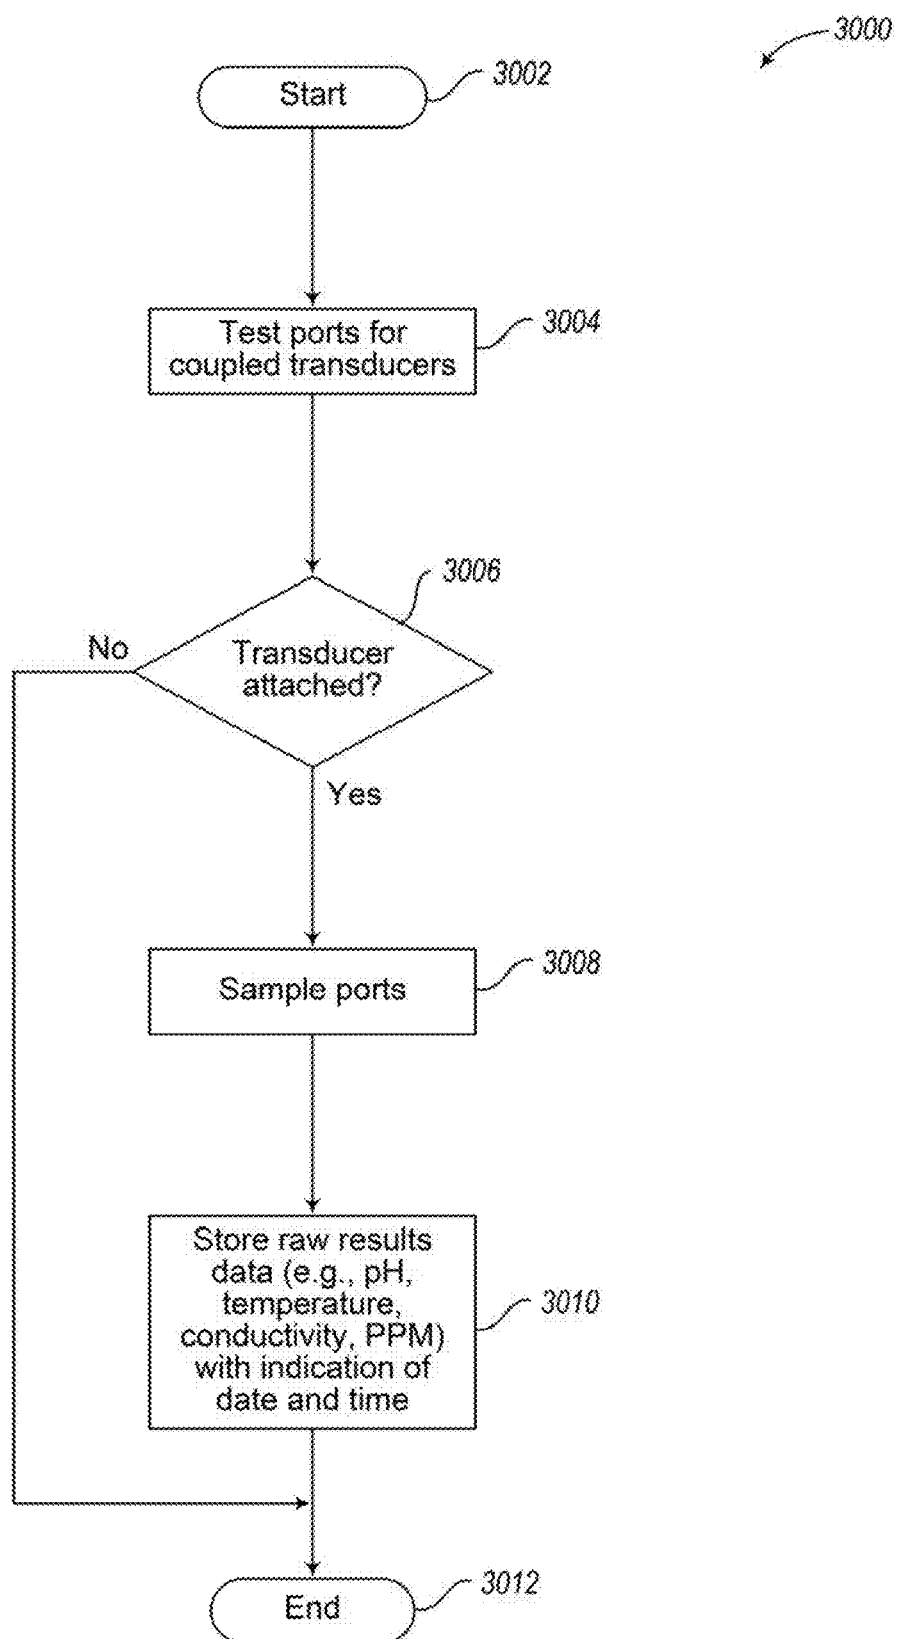 3000
Start
3002
Test ports for
coupled transducers
3004
3006
Transducer
attached?
No
Yes
Sample ports
3008
Store raw results
data (e.g., pH,
temperature,
conductivity, PPM)
with indication of
date and time
3010
End
3012